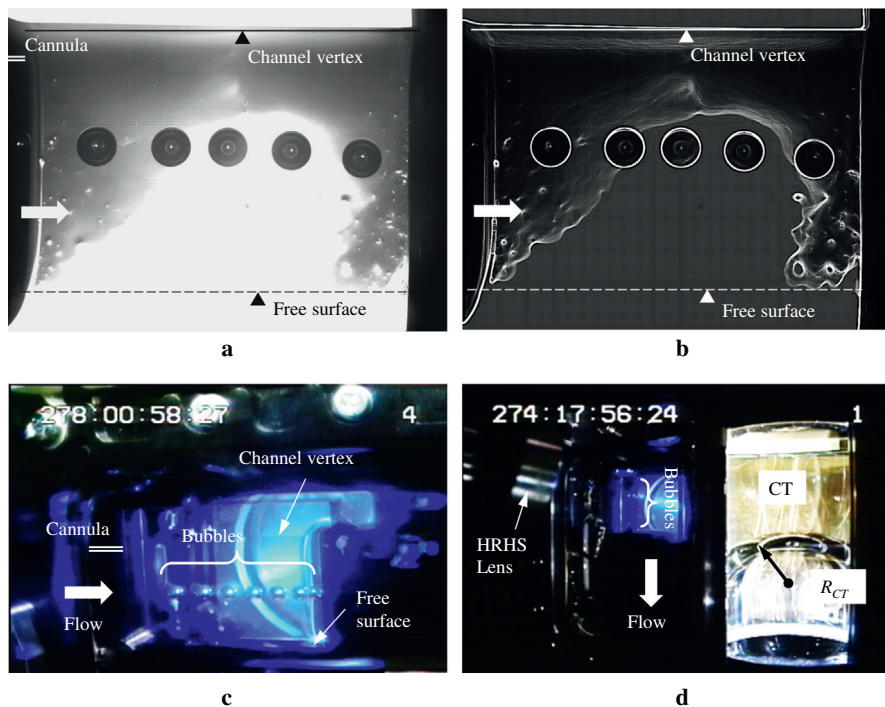 Cannula
Channel vertex
Free surface
a
Channel vertex
Free surface
b
278:00:58:27
4
Channel vertex
Cannula
Bubbles
Flow
Free
surface
c
274:17:56:24
1
Bubbles
CT
HRHS
Lens
R_CT
Flow
d